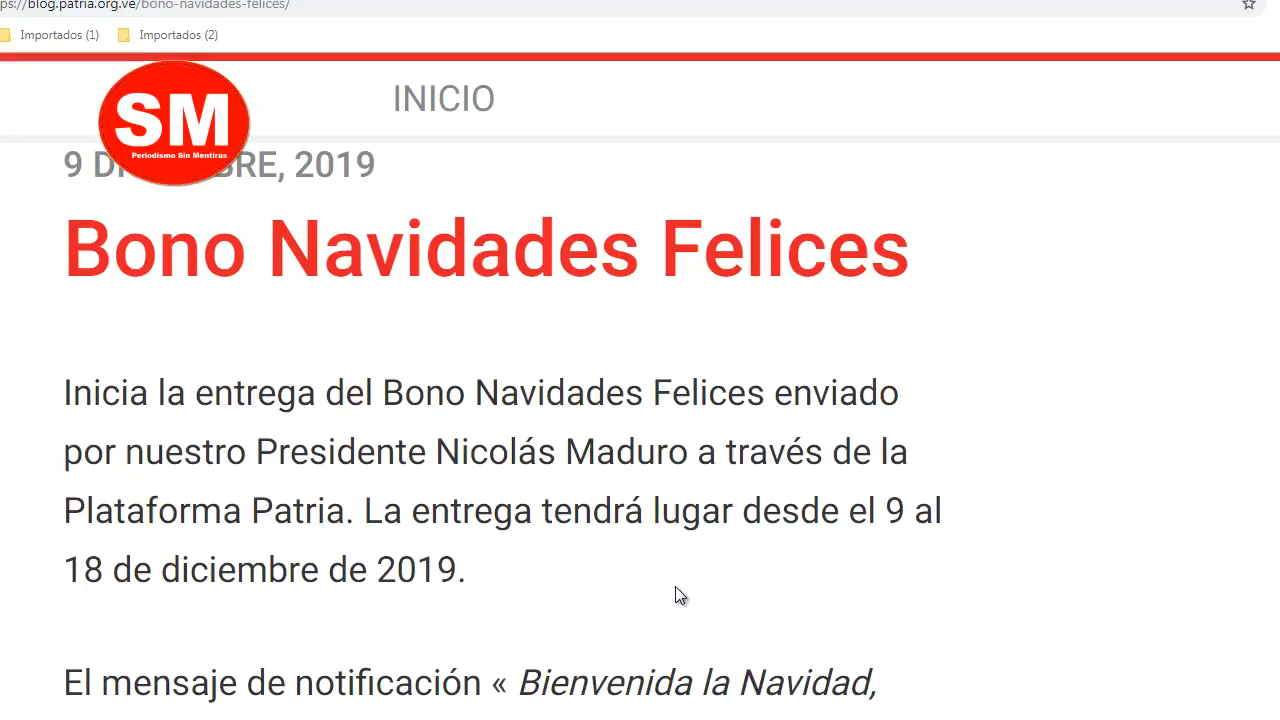 ps://blog.patria.org.ve/bono-navidades-felices/
Importados (1) Importados (2)
SM
Periodismo Sin Mentiras
INICIO
9 D BRE, 2019
Bono Navidades Felices
Inicia la entrega del Bono Navidades Felices enviado
por nuestro Presidente Nicolás Maduro a través de la
Plataforma Patria. La entrega tendrá lugar desde el 9 al
18 de diciembre de 2019.
El mensaje de notificación « Bienvenida la Navidad,